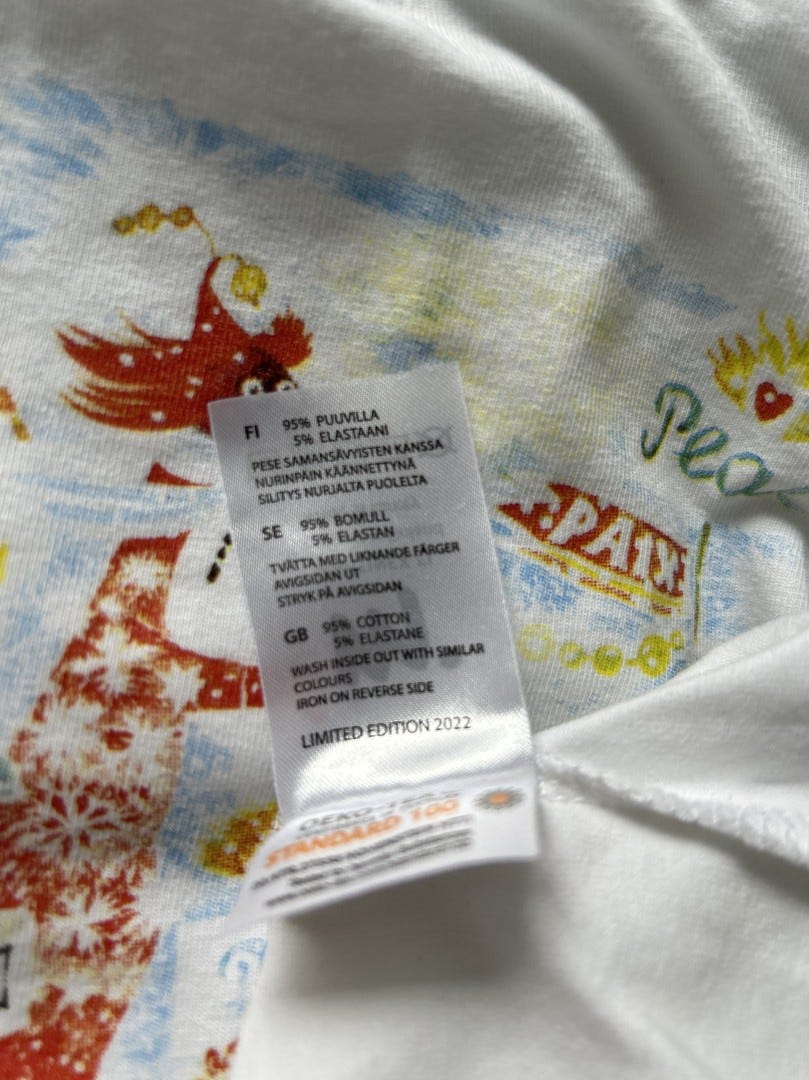 FI 95% PUUVILLA
5% ELASTAANI
PESE SAMANSÄVYISTEN KANSSA
NURINPÄIN KÄÄNNETTYNÄ
SILITYS NURJALTA PUOLELTA
SE 95% BOMULL
5% ELASTAN
TVÄTTA MED LIKNANDE FÄRGER
AVIGSIDAN UT
STRYK PÅ AVIGSIDAN
GB 95% COTTON
5% ELASTANE
WASH INSIDE OUT WITH SIMILAR
COLOURS
IRON ON REVERSE SIDE
LIMITED EDITION 2022
STANDARD 100
PAIX